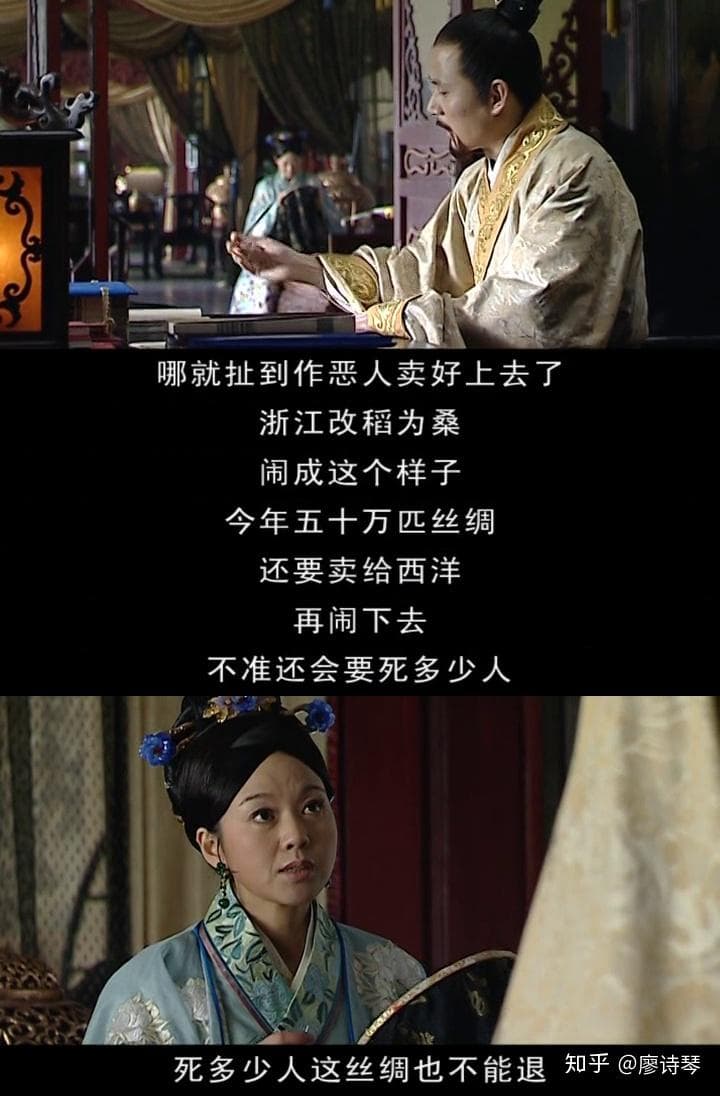 哪就扯到作恶人卖好上去了
浙江改稻为桑
闹成这个样子
今年五十万匹丝绸
还要卖给西洋
再闹下去
不准还会要死多少人
死多少人这丝绸也不能退
知乎 @廖诗琴